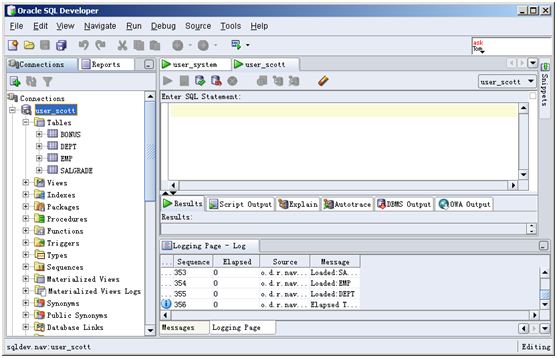 Oracle SQL Developer
File Edit View Navigate Run Debug Source Tools Help
ask
Tom
Connections Reports
Connections
user_scott
Tables
BONUS
DEPT
EMP
SALGRADE
Views
Indexes
Packages
Procedures
Functions
Triggers
Types
Sequences
Materialized Views
Materialized Views Logs
Synonyms
Public Synonyms
Database Links
user_system user_scott
user_scott
Enter SQL Statement:
Results Script Output Explain Autotrace DBMS Output OWA Output
Results:
Snippets
Logging Page - Log
... Sequence Elapsed Source Message
... 353 0 o.d.r.nav... Loaded:SA...
... 354 0 o.d.r.nav... Loaded:EMP
... 355 0 o.d.r.nav... Loaded:DEPT
356 0 o.d.r.nav... Elapsed T...
Messages Logging Page
sqldev.nav:user_scott Editing